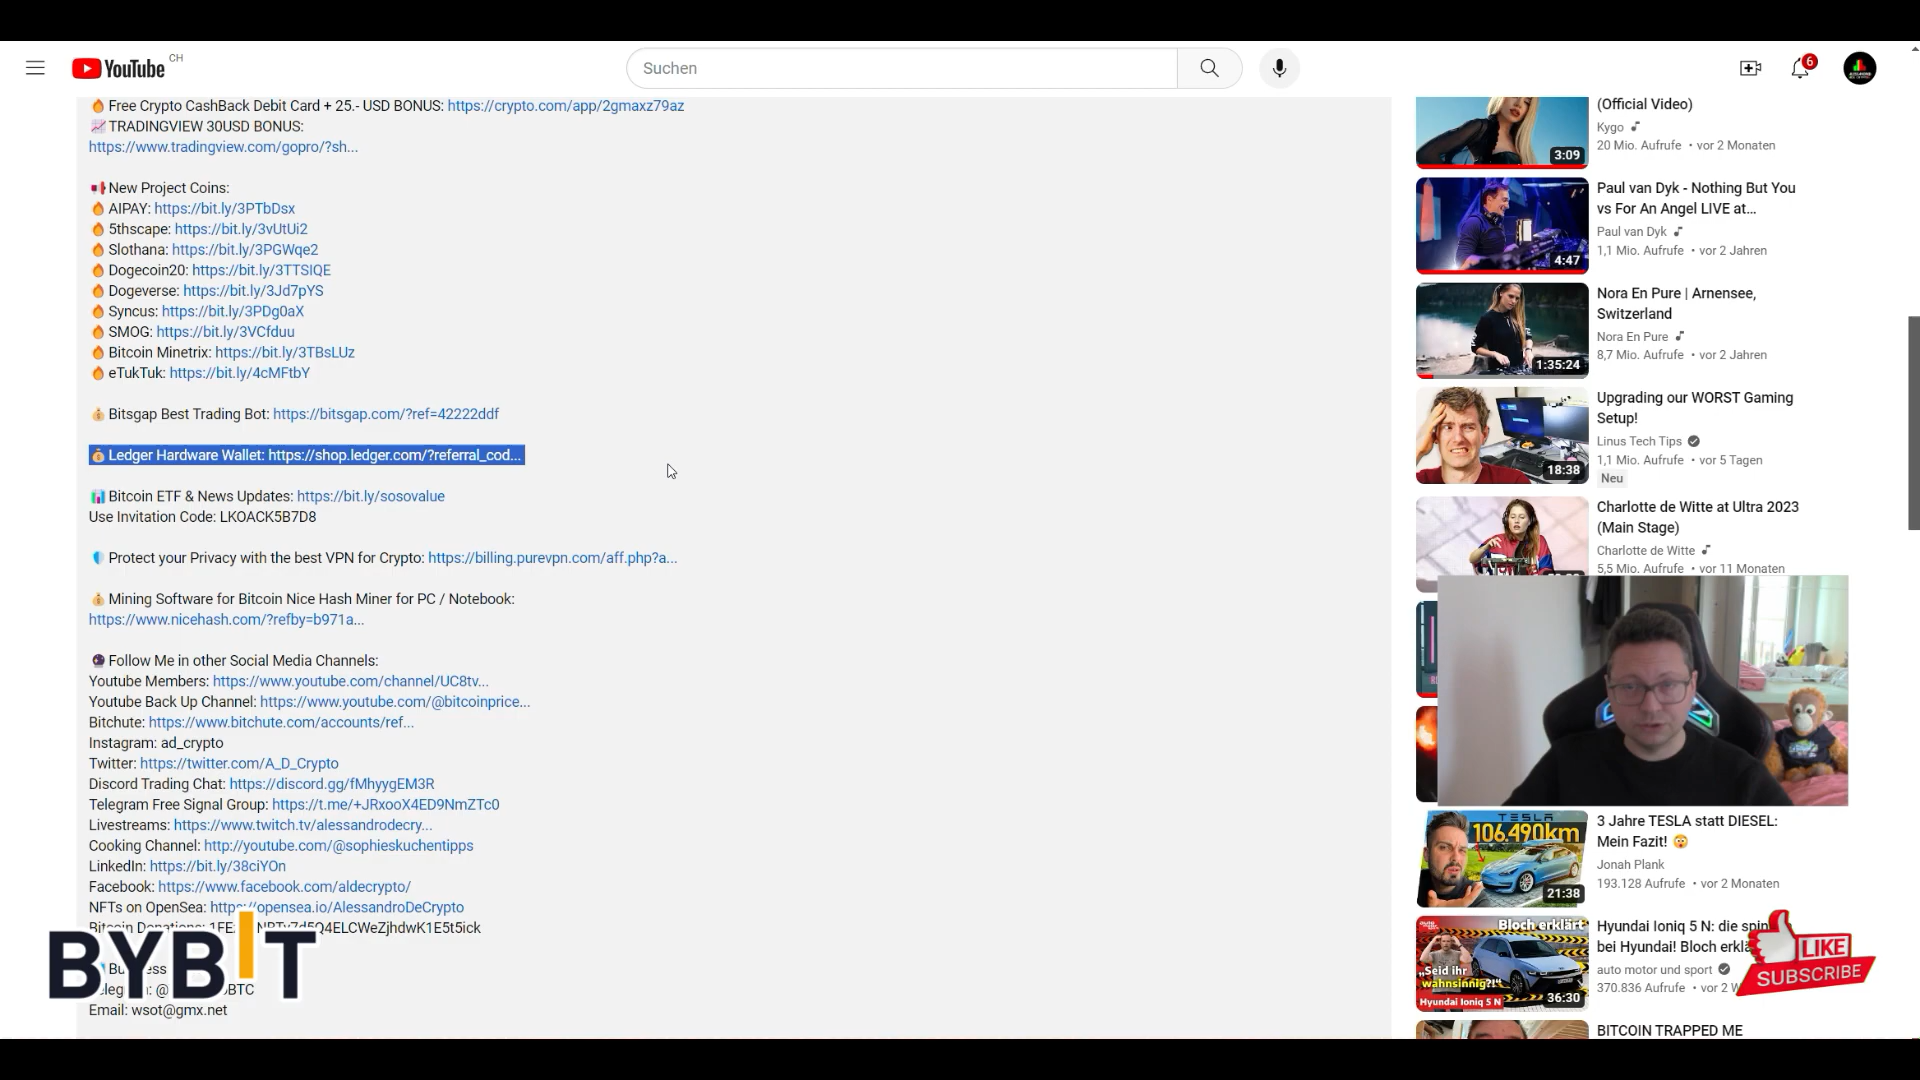 YouTube CH
Suchen
6
🔥 Free Crypto CashBack Debit Card + 25.- USD BONUS: https://crypto.com/app/2gmaxz79az
📈 TRADINGVIEW 30USD BONUS:
https://www.tradingview.com/gopro/?sh...
📢 New Project Coins:
🔥 AIPAY: https://bit.ly/3PTbDsx
🔥 5thscape: https://bit.ly/3vUtUi2
🔥 Slothana: https://bit.ly/3PGWqe2
🔥 Dogecoin20: https://bit.ly/3TTSIQE
🔥 Dogeverse: https://bit.ly/3Jd7pYS
🔥 Syncus: https://bit.ly/3PDg0aX
🔥 SMOG: https://bit.ly/3VCfduu
🔥 Bitcoin Minetrix: https://bit.ly/3TBsLUz
🔥 eTukTuk: https://bit.ly/4cMFtbY
💰 Bitsgap Best Trading Bot: https://bitsgap.com/?ref=42222ddf
💰 Ledger Hardware Wallet: https://shop.ledger.com/?referral_cod...
📊 Bitcoin ETF & News Updates: https://bit.ly/sosovalue
Use Invitation Code: LKOACK5B7D8
🛡 Protect your Privacy with the best VPN for Crypto: https://billing.purevpn.com/aff.php?a...
💰 Mining Software for Bitcoin Nice Hash Miner for PC / Notebook:
https://www.nicehash.com/?refby=b971a...
🔮 Follow Me in other Social Media Channels:
Youtube Members: https://www.youtube.com/channel/UC8tv...
Youtube Back Up Channel: https://www.youtube.com/@bitcoinprice...
Bitchute: https://www.bitchute.com/accounts/ref...
Instagram: ad_crypto
Twitter: https://twitter.com/A_D_Crypto
Discord Trading Chat: https://discord.gg/fMhyygEM3R
Telegram Free Signal Group: https://t.me/+JRxooX4ED9NmZTc0
Livestreams: https://www.twitch.tv/alessandrodecry...
Cooking Channel: http://youtube.com/@sophieskuchentipps
LinkedIn: https://bit.ly/38ciYOn
Facebook: https://www.facebook.com/aldecrypto/
NFTs on OpenSea: https://opensea.io/AlessandroDeCrypto
Bitcoin Donations:
Email: wsot@gmx.net
BYBIT
(Official Video)
Kygo
20 Mio. Aufrufe • vor 2 Monaten
3:09
Paul van Dyk - Nothing But You
vs For An Angel LIVE at...
Paul van Dyk
1,1 Mio. Aufrufe • vor 2 Jahren
4:47
Nora En Pure | Arnensee,
Switzerland
Nora En Pure
8,7 Mio. Aufrufe • vor 2 Jahren
1:35:24
Upgrading our WORST Gaming
Setup!
Linus Tech Tips
1,1 Mio. Aufrufe • vor 5 Tagen
Neu
18:38
Charlotte de Witte at Ultra 2023
(Main Stage)
Charlotte de Witte
5,5 Mio. Aufrufe • vor 11 Monaten
TESLA
106.490km
21:38
3 Jahre TESLA statt DIESEL:
Mein Fazit! 🤯
Jonah Plank
193.128 Aufrufe • vor 2 Monaten
Bloch erklärt
„Seid ihr
wahnsinnig?!"
Hyundai Ioniq 5 N
36:30
Hyundai Ioniq 5 N: die
bei Hyundai! Bloch
auto motor und sport
370.836 Aufrufe • vor 2
LIKE
SUBSCRIBE
BITCOIN TRAPPED ME